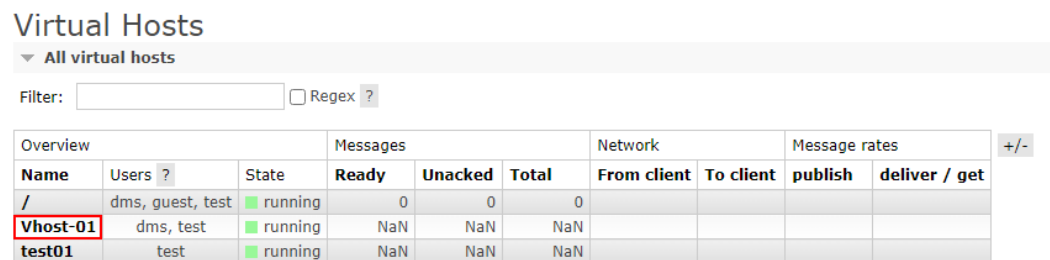 Virtual Hosts
All virtual hosts
Filter: Regex ?
Overview Messages Network Message rates +/-
Name Users ? State Ready Unacked Total From client To client publish deliver / get
/ dms, guest, test running 0 0 0
Vhost-01 dms, test running NaN NaN NaN
test01 test running NaN NaN NaN